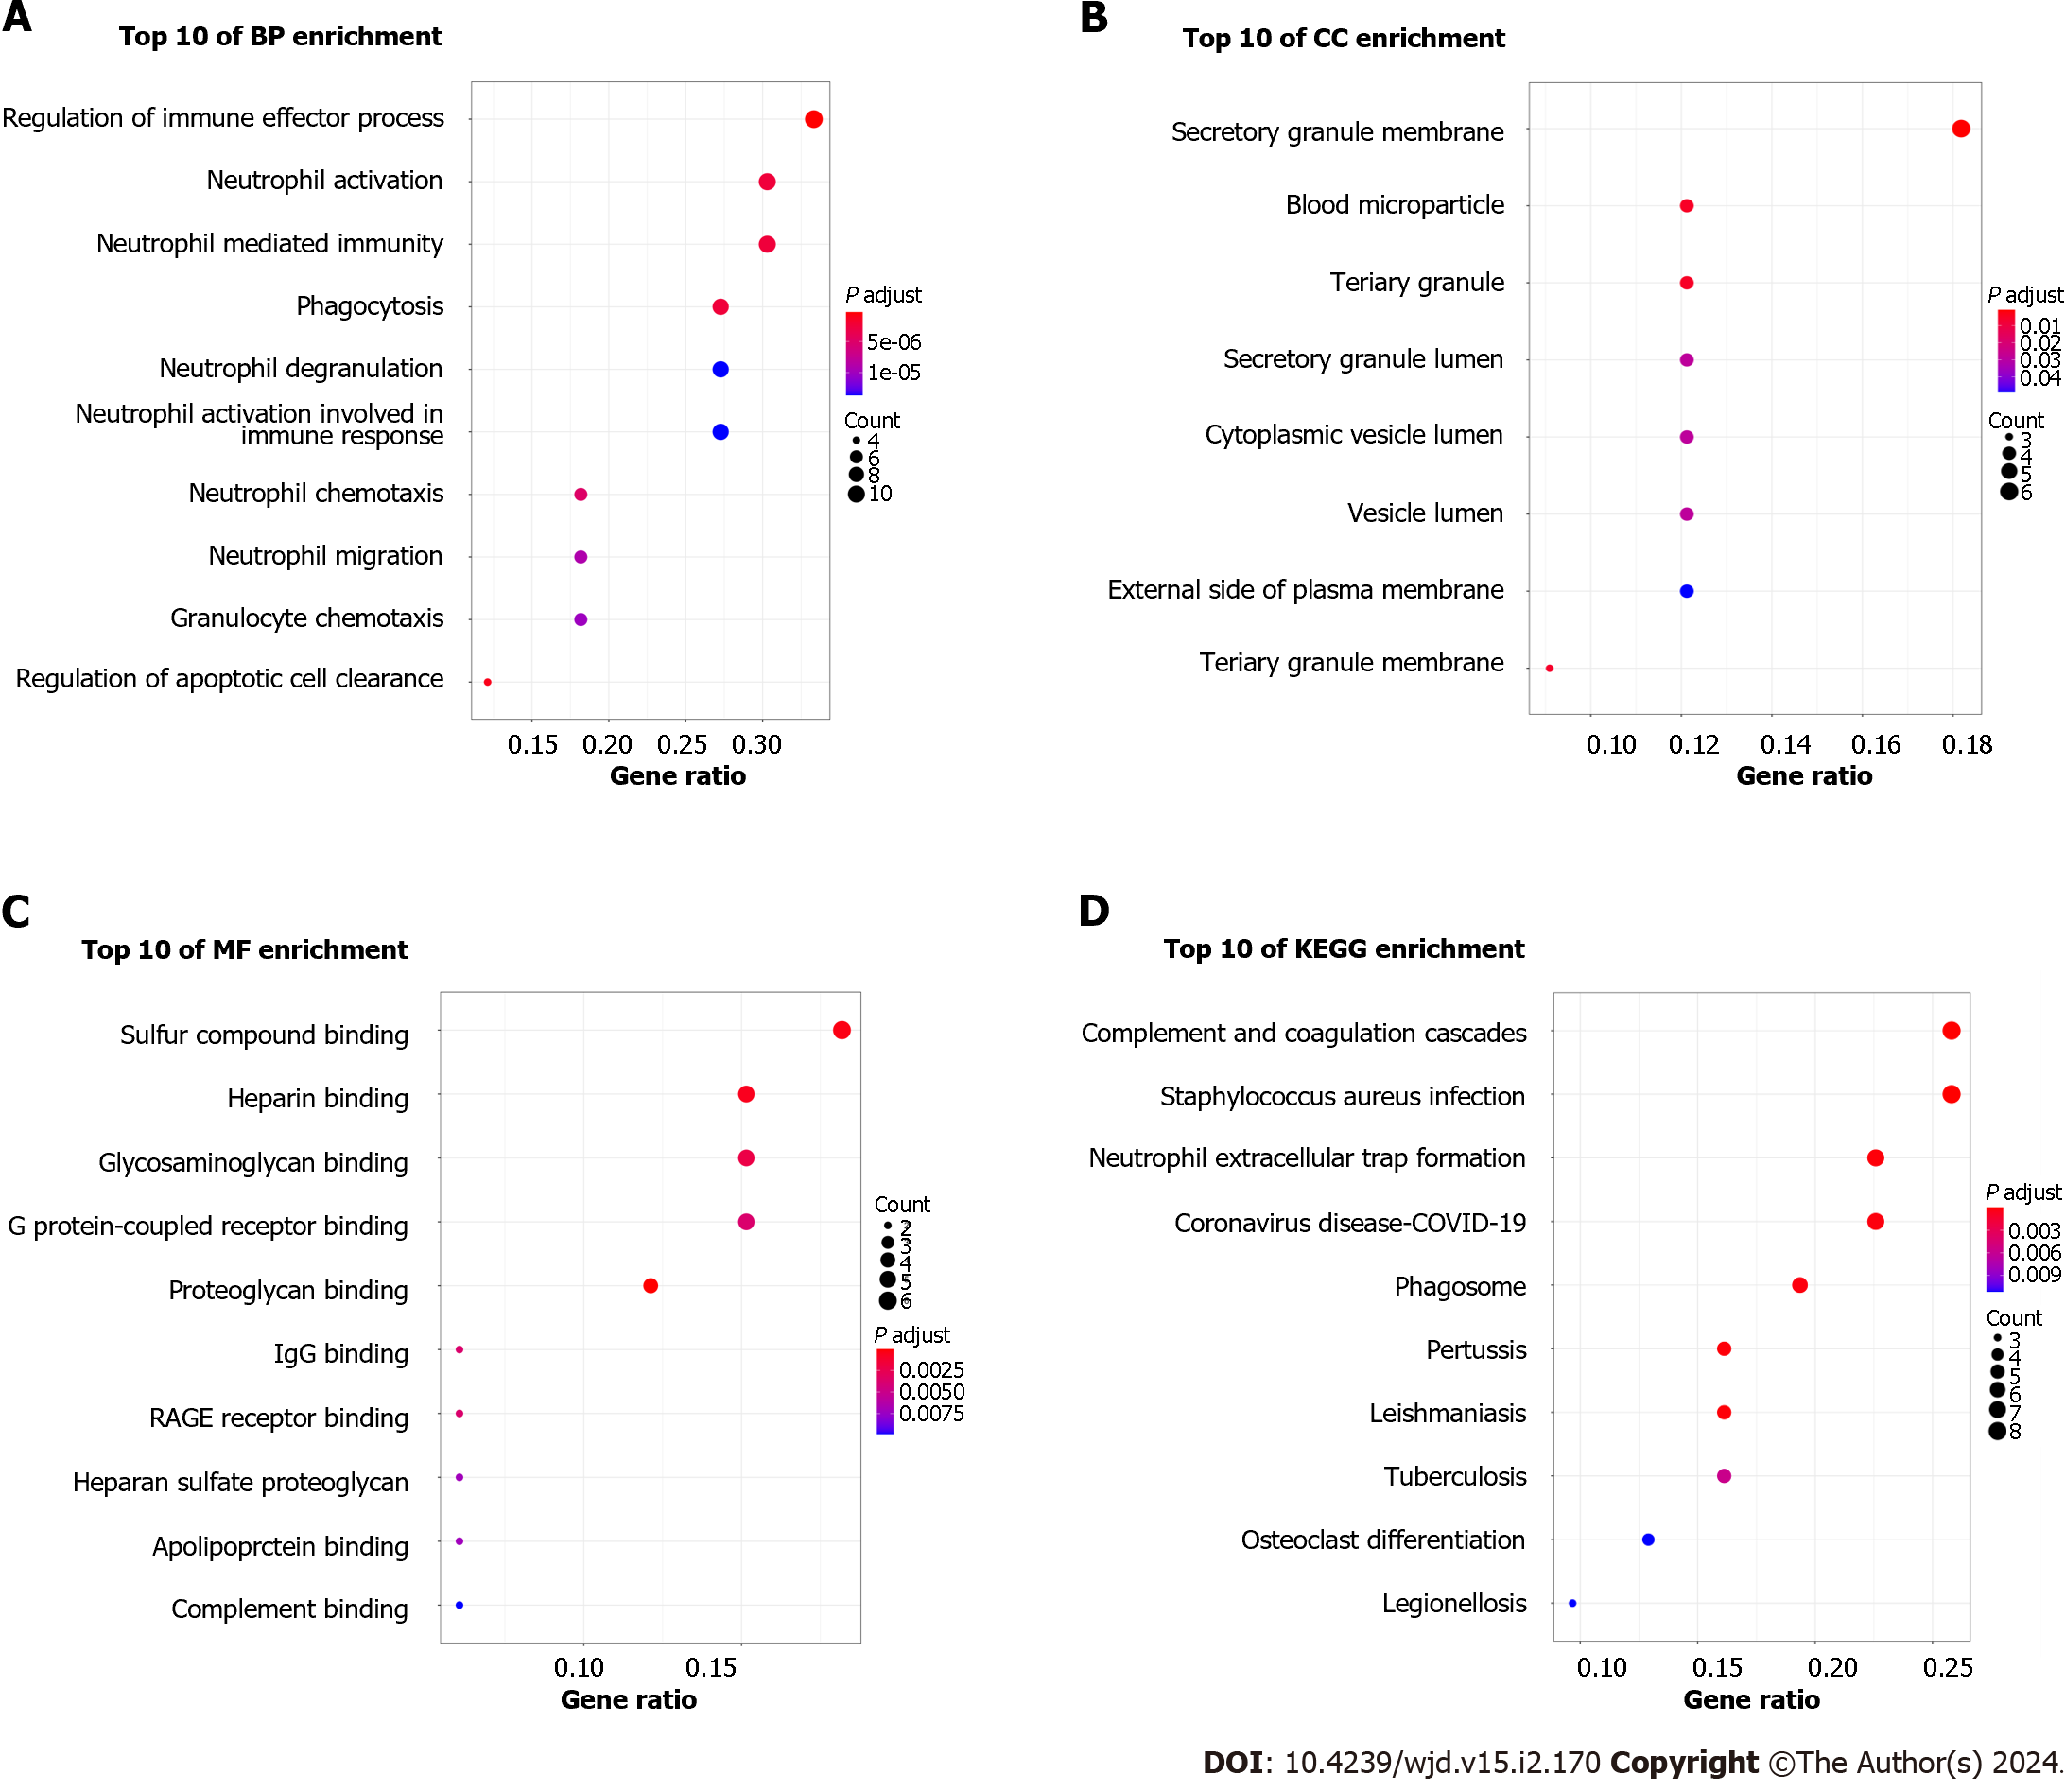 A
Top 10 of BP enrichment
Regulation of immune effector process
Neutrophil activation
Neutrophil mediated immunity
Phagocytosis
Neutrophil degranulation
Neutrophil activation involved in
immune response
Neutrophil chemotaxis
Neutrophil migration
Granulocyte chemotaxis
Regulation of apoptotic cell clearance
0.15 0.20 0.25 0.30
Gene ratio
P adjust
5e-06
1e-05
Count
4
6
8
10
B
Top 10 of CC enrichment
Secretory granule membrane
Blood microparticle
Teriary granule
Secretory granule lumen
Cytoplasmic vesicle lumen
Vesicle lumen
External side of plasma membrane
Teriary granule membrane
0.10 0.12 0.14 0.16 0.18
Gene ratio
P adjust
0.01
0.02
0.03
0.04
Count
3
4
5
6
C
Top 10 of MF enrichment
Sulfur compound binding
Heparin binding
Glycosaminoglycan binding
G protein-coupled receptor binding
Proteoglycan binding
IgG binding
RAGE receptor binding
Heparan sulfate proteoglycan
Apolipoprctein binding
Complement binding
0.10 0.15
Gene ratio
Count
2
3
4
5
6
P adjust
0.0025
0.0050
0.0075
D
Top 10 of KEGG enrichment
Complement and coagulation cascades
Staphylococcus aureus infection
Neutrophil extracellular trap formation
Coronavirus disease-COVID-19
Phagosome
Pertussis
Leishmaniasis
Tuberculosis
Osteoclast differentiation
Legionellosis
0.10 0.15 0.20 0.25
Gene ratio
P adjust
0.003
0.006
0.009
Count
3
4
5
6
7
8
DOI: 10.4239/wjd.v15.i2.170 Copyright ©The Author(s) 2024.